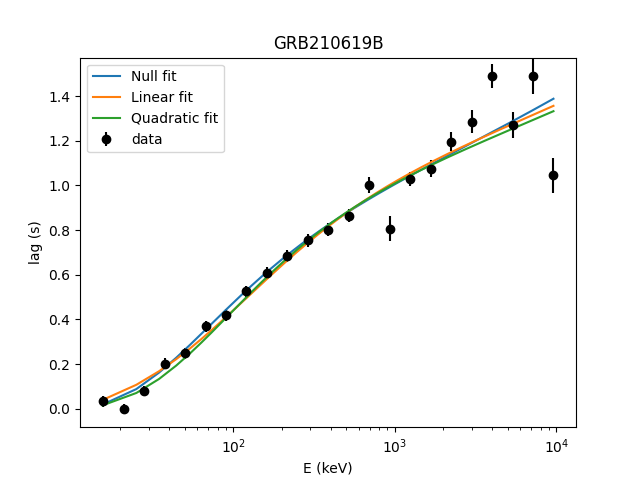 GRB210619B
Null fit
Linear fit
Quadratic fit
data
lag (s)
1.4
1.2
1.0
0.8
0.6
0.4
0.2
0.0
10² 10³ 10⁴
E (keV)